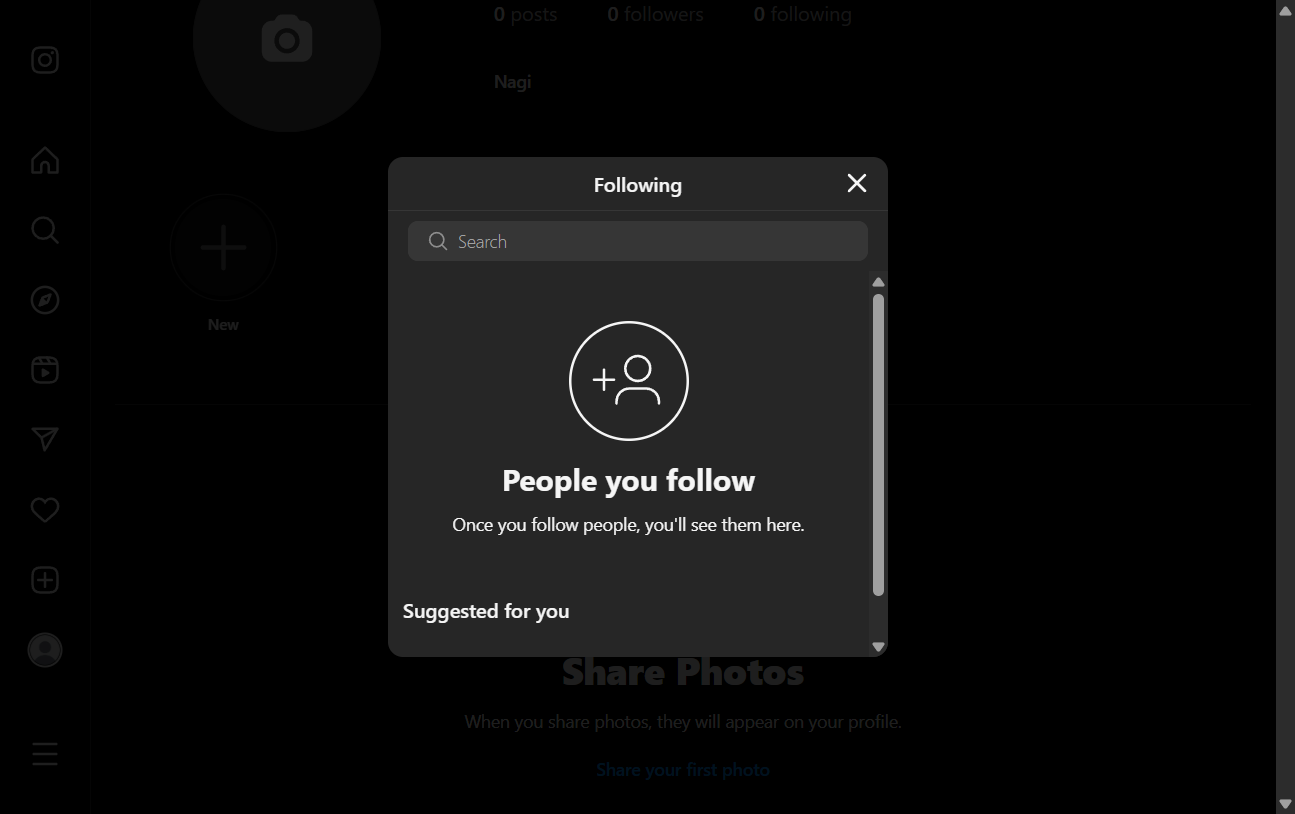 0 posts 0 followers 0 following
Nagi
New
Following
Search
People you follow
Once you follow people, you'll see them here.
Suggested for you
Share Photos
When you share photos, they will appear on your profile.
Share your first photo